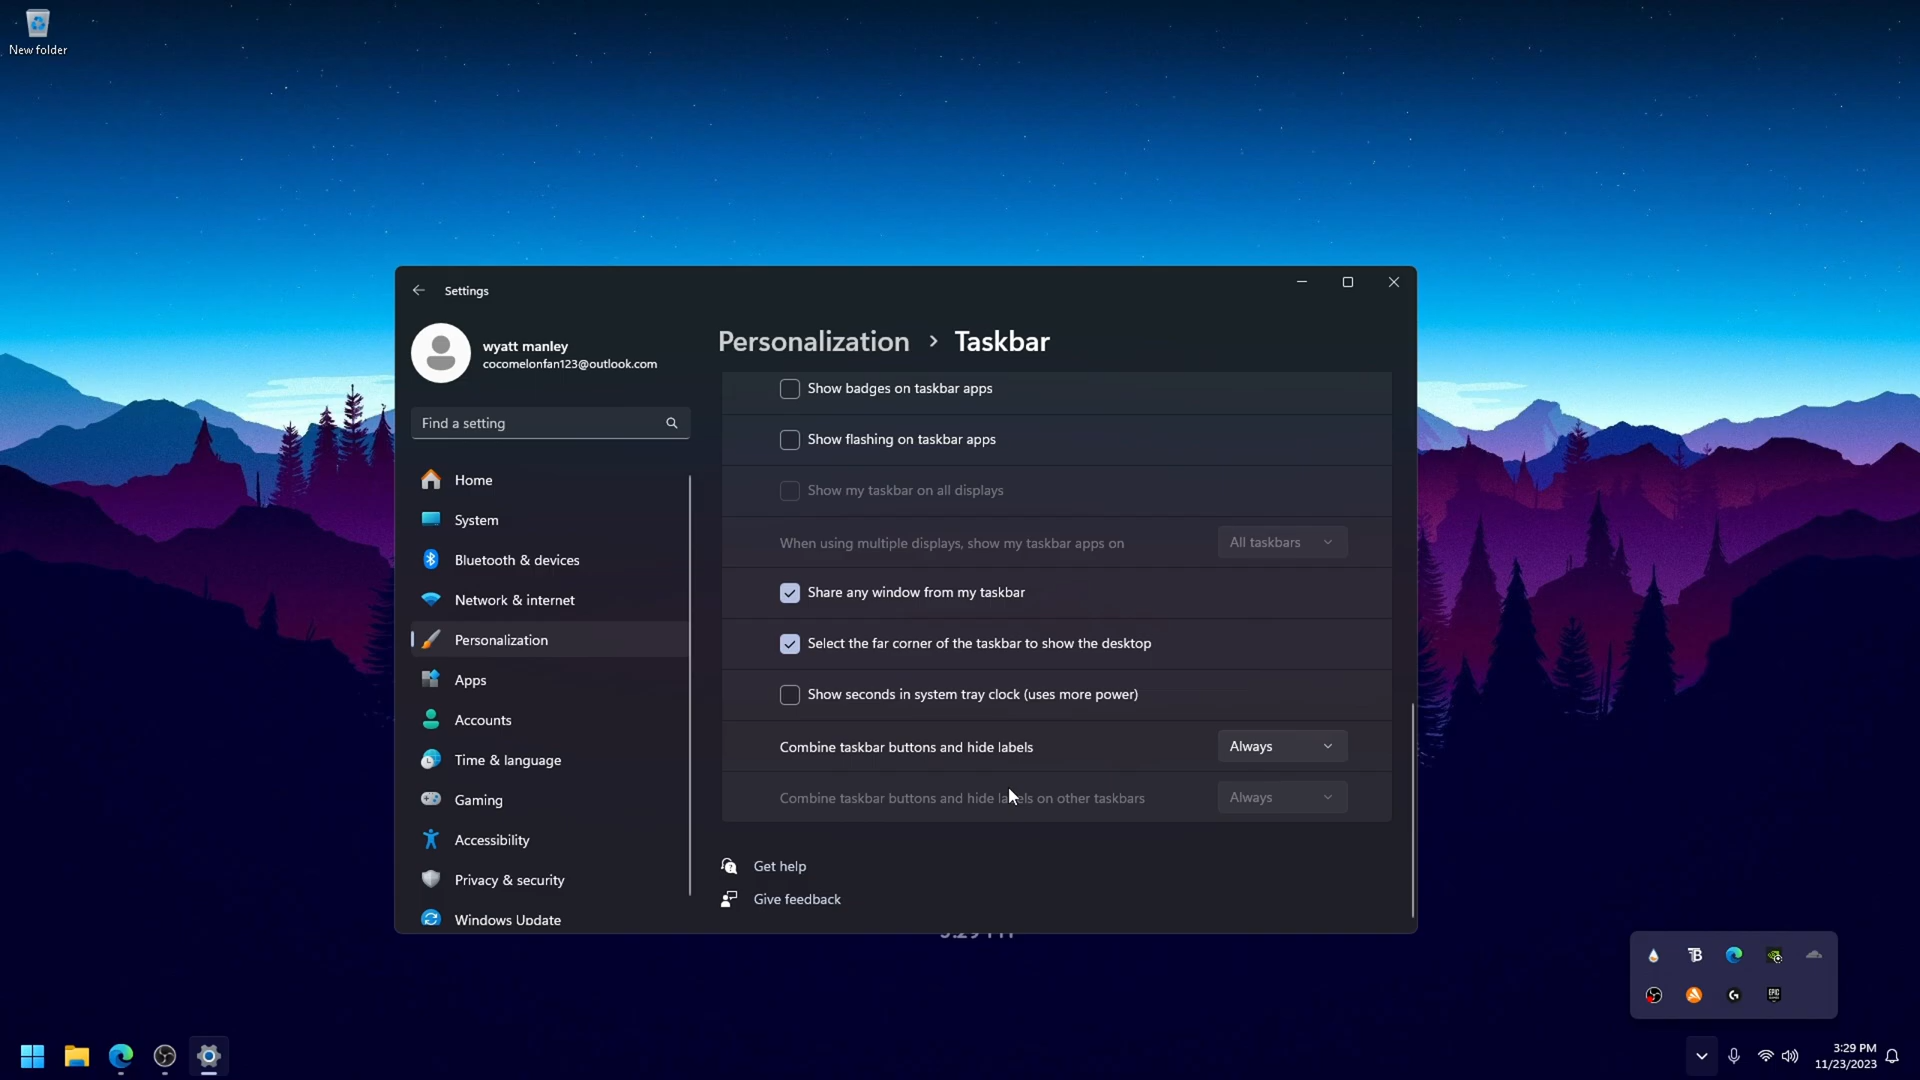 New folder
Settings
wyatt manley
cocomelonfan123@outlook.com
Find a setting
Home
System
Bluetooth & devices
Network & internet
Personalization
Apps
Accounts
Time & language
Gaming
Accessibility
Privacy & security
Windows Update
Personalization > Taskbar
Show badges on taskbar apps
Show flashing on taskbar apps
Show my taskbar on all displays
When using multiple displays, show my taskbar apps on All taskbars
Share any window from my taskbar
Select the far corner of the taskbar to show the desktop
Show seconds in system tray clock (uses more power)
Combine taskbar buttons and hide labels Always
Combine taskbar buttons and hide labels on other taskbars Always
Get help
Give feedback
TB
EPIC
3:29 PM
11/23/2023